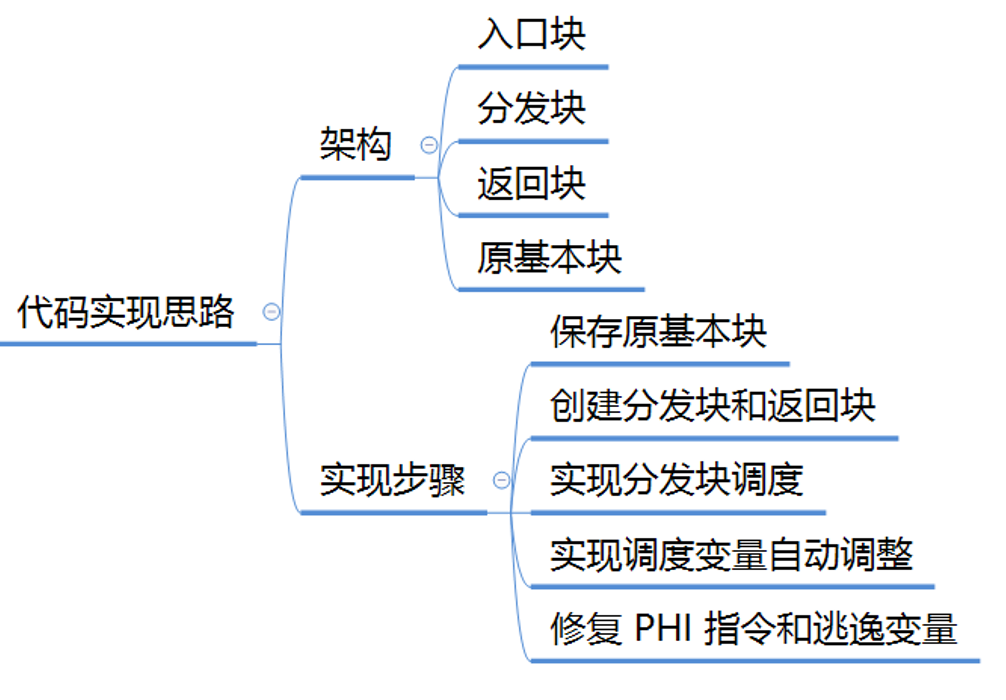 代码实现思路
架构
入口块
分发块
返回块
原基本块
实现步骤
保存原基本块
创建分发块和返回块
实现分发块调度
实现调度变量自动调整
修复 PHI 指令和逃逸变量